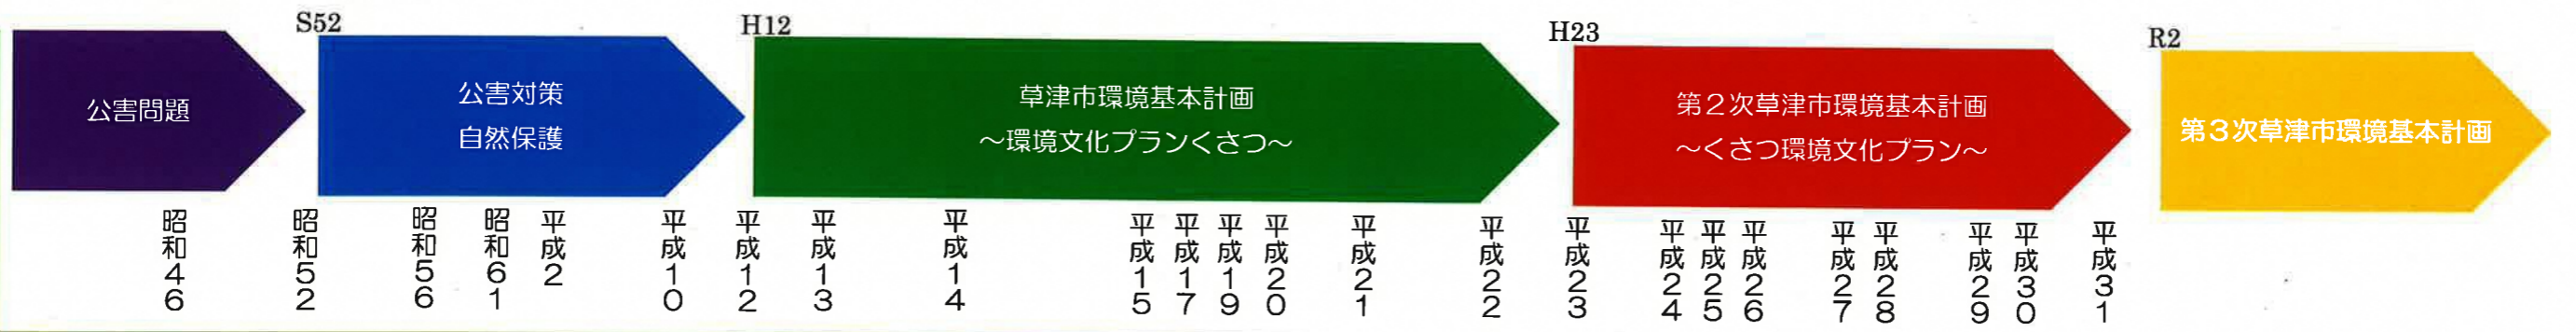 S52
H12
H23
R2
公害問題
公害対策
自然保護
草津市環境基本計画
～環境文化プランくさつ～
第２次草津市環境基本計画
～くさつ環境文化プラン～
第３次草津市環境基本計画
昭和４６
昭和５２
昭和５６
昭和６１
平成２
平成１０
平成１２
平成１３
平成１４
平成１５
平成１７
平成１９
平成２０
平成２１
平成２２
平成２３
平成２４
平成２５
平成２６
平成２７
平成２８
平成２９
平成３０
平成３１